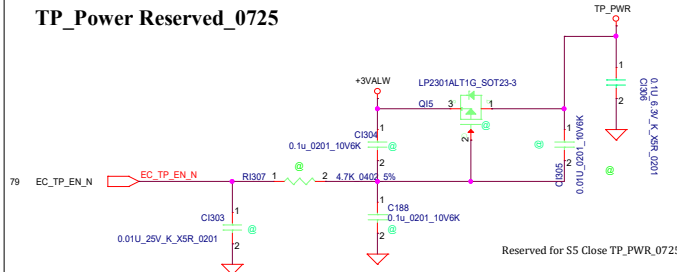 TP_Power Reserved_0725
TP_PWR
+3VALW
LP2301ALT1G_SOT23-3
QI5
3
1
2
@
1
CI304
0.1u_0201_10V6K
2
@
1
2
CI306
0.1U_6.3V_K_X5R_0201
@
@
1
2
CI305
0.01U_0201_10V6K
79
EC_TP_EN_N
EC_TP_EN_N
RI307
1
@
2
4.7K_0402_5%
1
CI303
0.01U_25V_K_X5R_0201
2
@
1
C188
0.1u_0201_10V6K
2
@
Reserved for S5 Close TP_PWR_0725